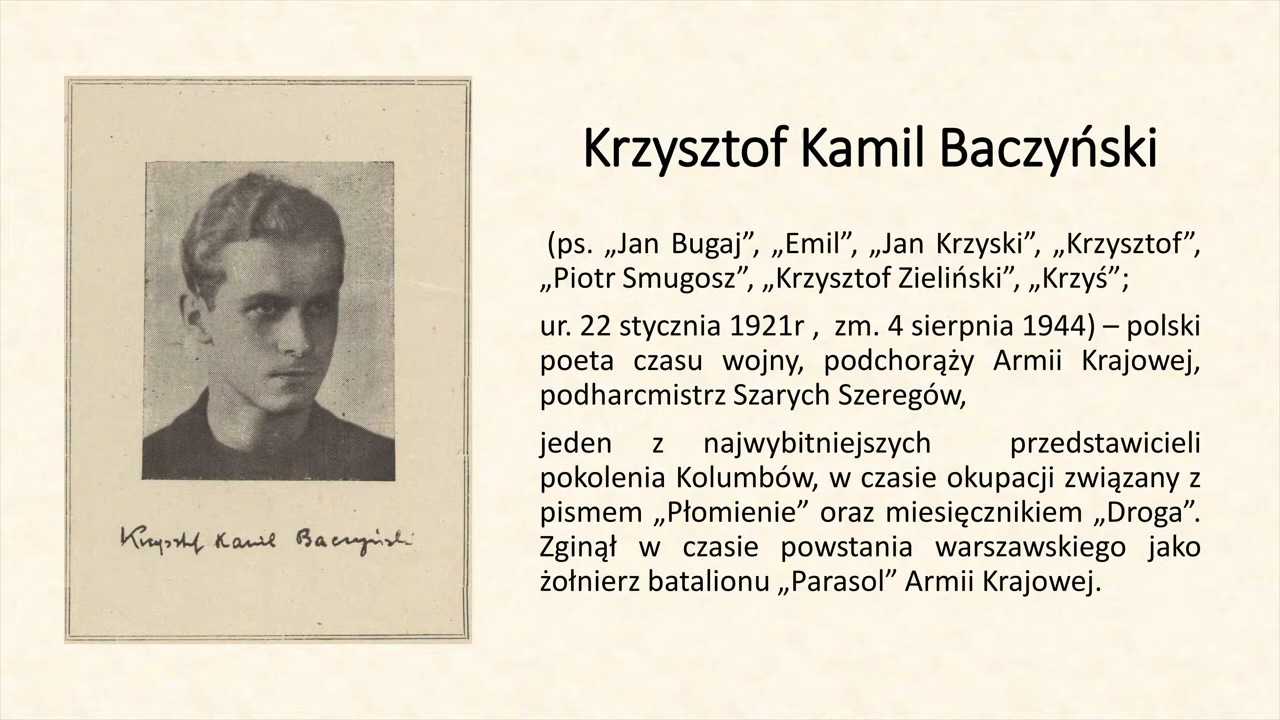 Krzysztof Kamil Baczyński
(ps. „Jan Bugaj”, „Emil”, „Jan Krzyski”, „Krzysztof”,
„Piotr Smugosz”, „Krzysztof Zieliński”, „Krzyś”;
ur. 22 stycznia 1921r , zm. 4 sierpnia 1944) – polski
poeta czasu wojny, podchorąży Armii Krajowej,
podharcmistrz Szarych Szeregów,
jeden z najwybitniejszych przedstawicieli
pokolenia Kolumbów, w czasie okupacji związany z
pismem „Płomienie” oraz miesięcznikiem „Droga”.
Zginął w czasie powstania warszawskiego jako
żołnierz batalionu „Parasol” Armii Krajowej.
Krzysztof Kamil Baczyński